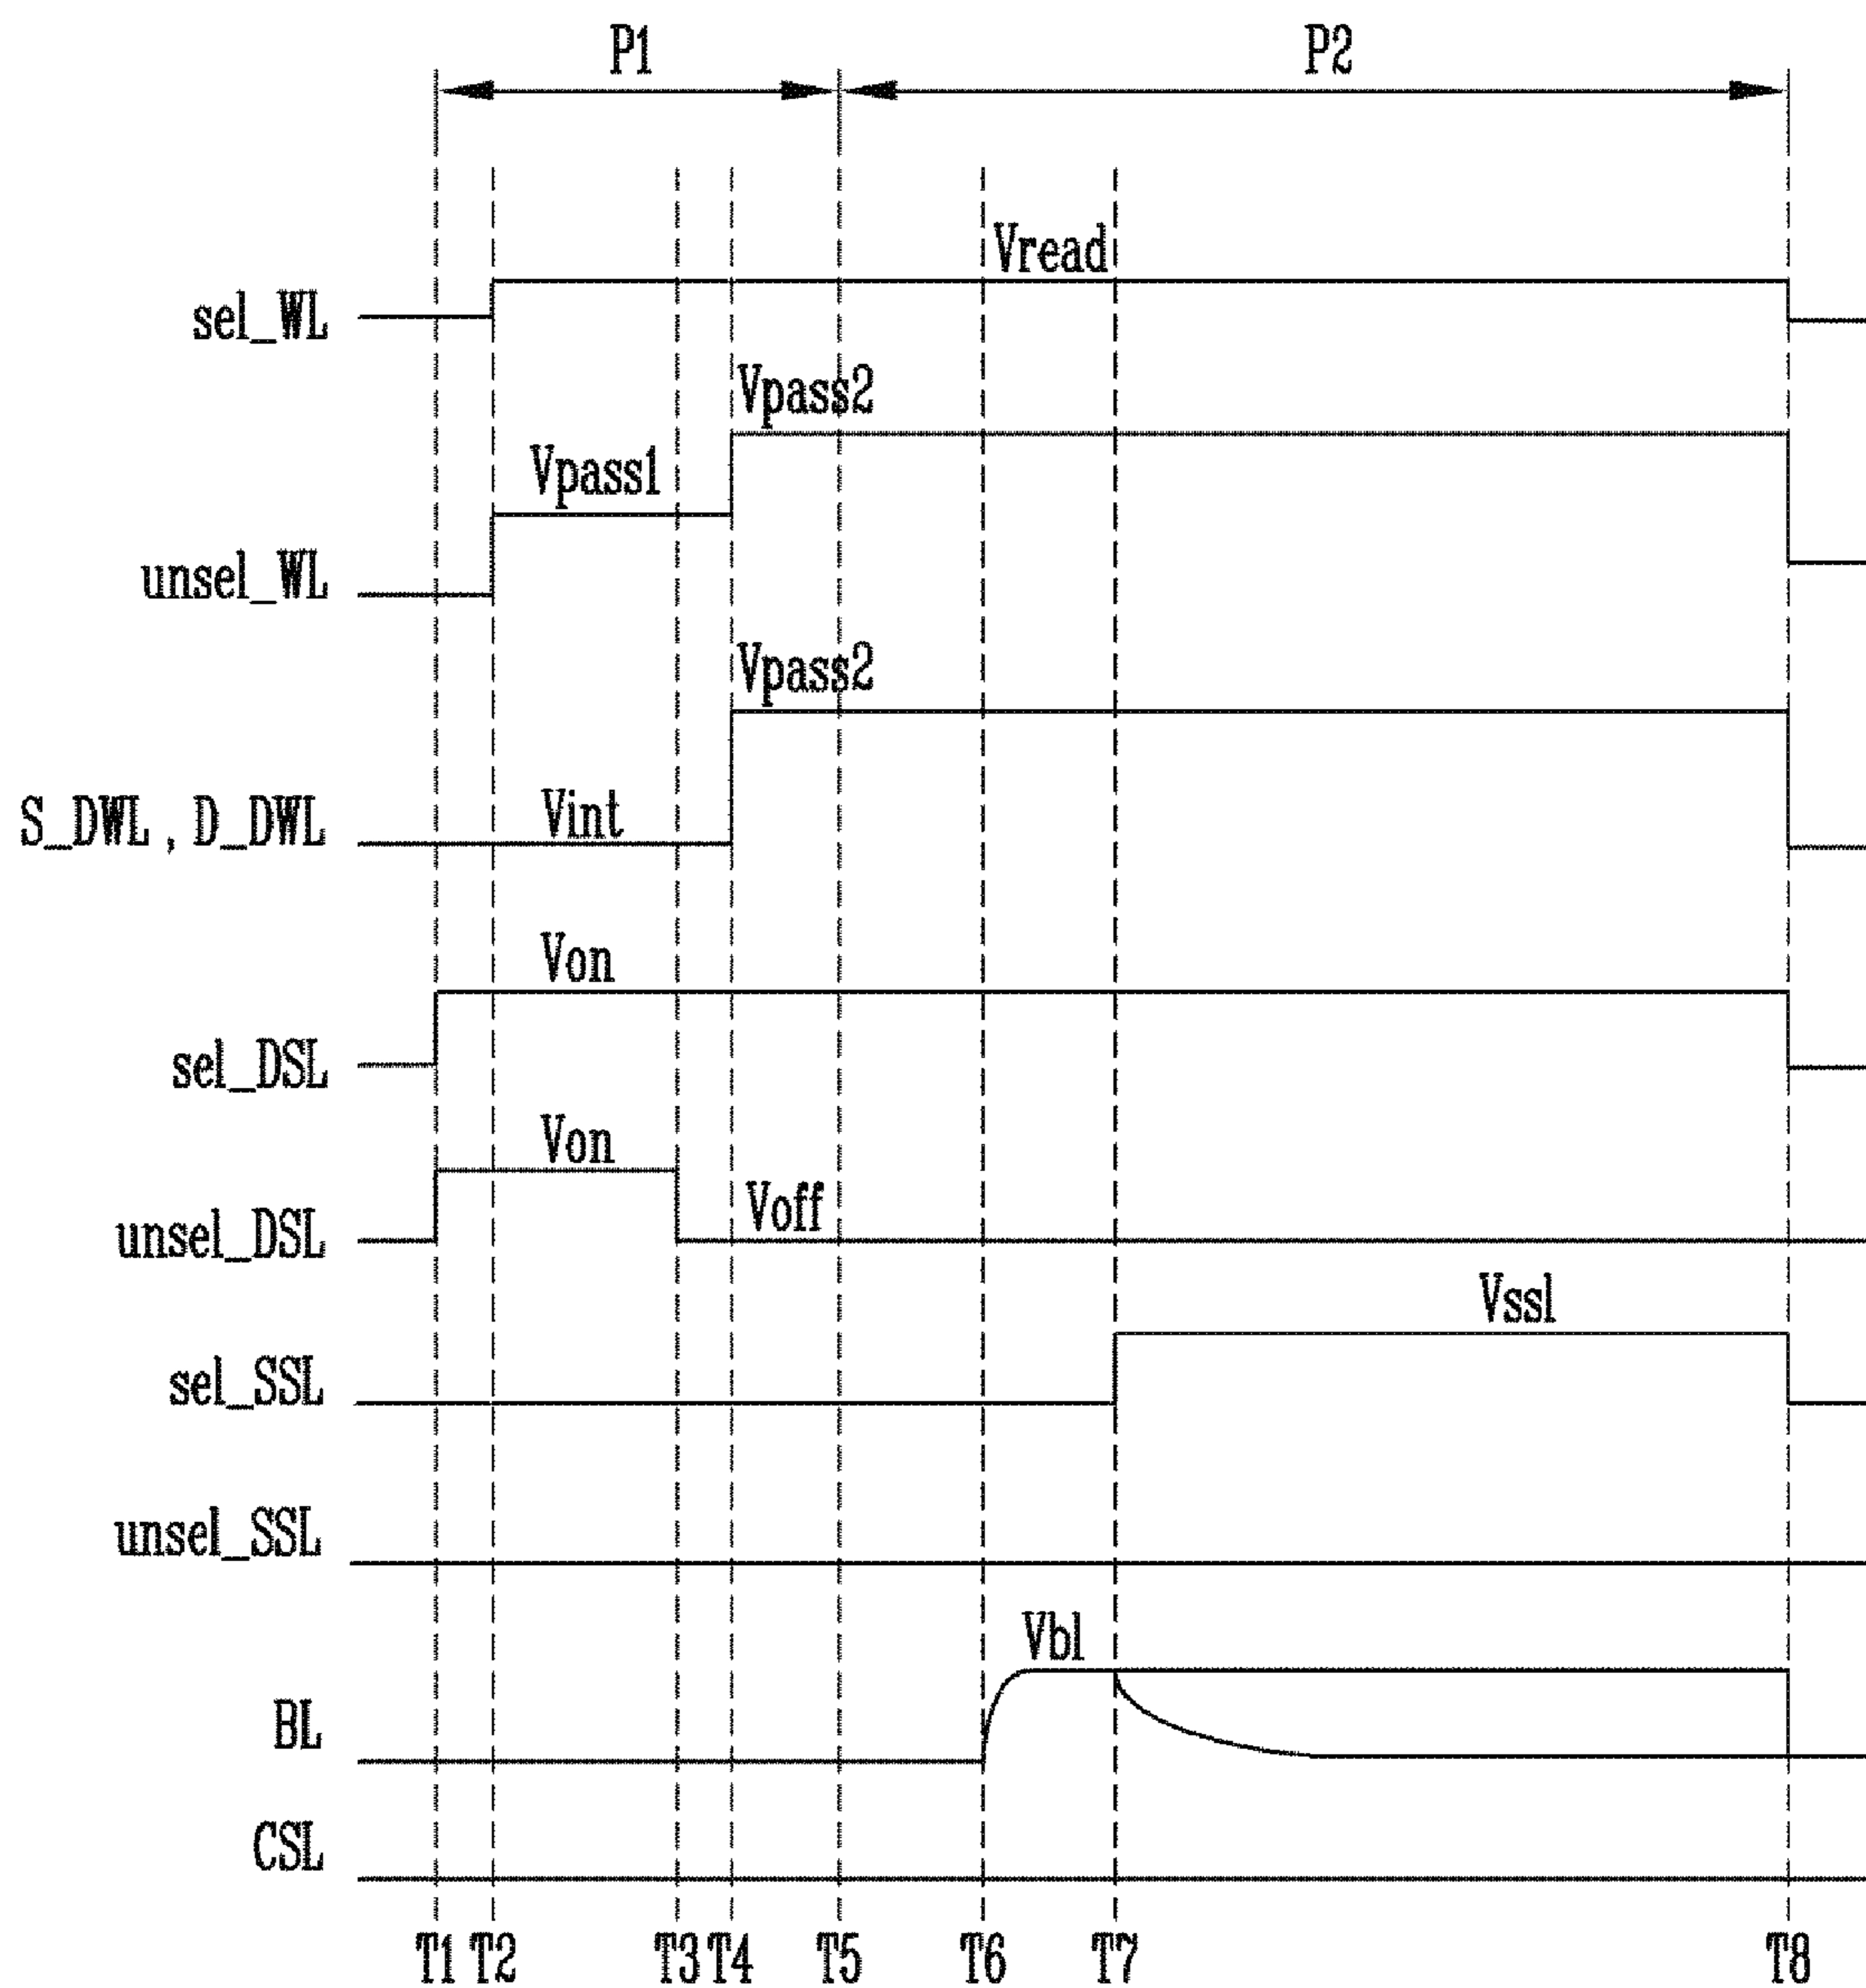 P1 P2
Vread
sel_WL
Vpass2
Vpass1
unsel_WL
Vpass2
S_DWL , D_DWL Vint
Von
sel_DSL
Von
unsel_DSL Voff
Vssl
sel_SSL
unsel_SSL
Vbl
BL
CSL
T1 T2 T3 T4 T5 T6 T7 T8